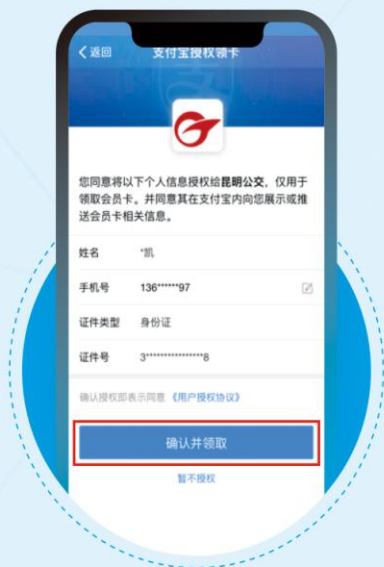 返回 支付宝授权领卡
您同意将以下个人信息授权给昆明公交，仅用于
领取会员卡。并同意其在支付宝内向您展示或推
送会员卡相关信息。
姓名 *凯
手机号 136******97
证件类型 身份证
证件号 3****************8
确认授权即表示同意《用户授权协议》
确认并领取
暂不授权